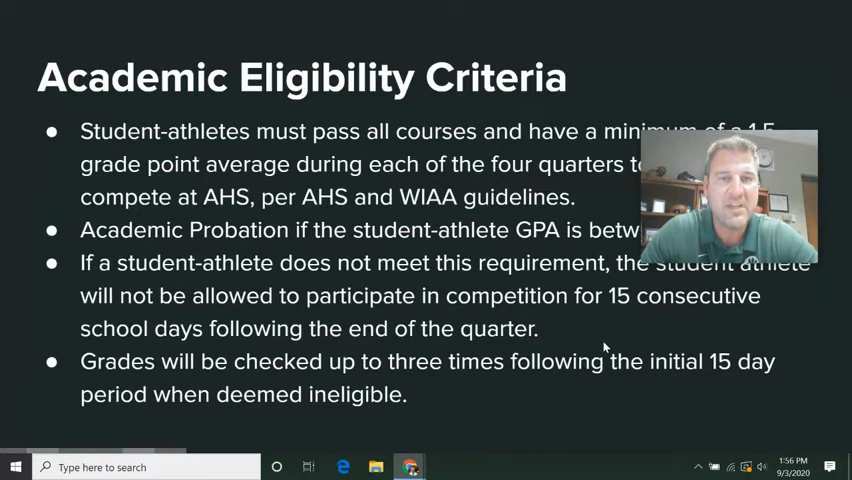 Academic Eligibility Criteria
● Student-athletes must pass all courses and have a minimum of a 1.5
grade point average during each of the four quarters to
compete at AHS, per AHS and WIAA guidelines.
● Academic Probation if the student-athlete GPA is
● If a student-athlete does not meet this requirement, the student athlete
will not be allowed to participate in competition for 15 consecutive
school days following the end of the quarter.
● Grades will be checked up to three times following the initial 15 day
period when deemed ineligible.
Type here to search
1:56 PM
9/3/2020